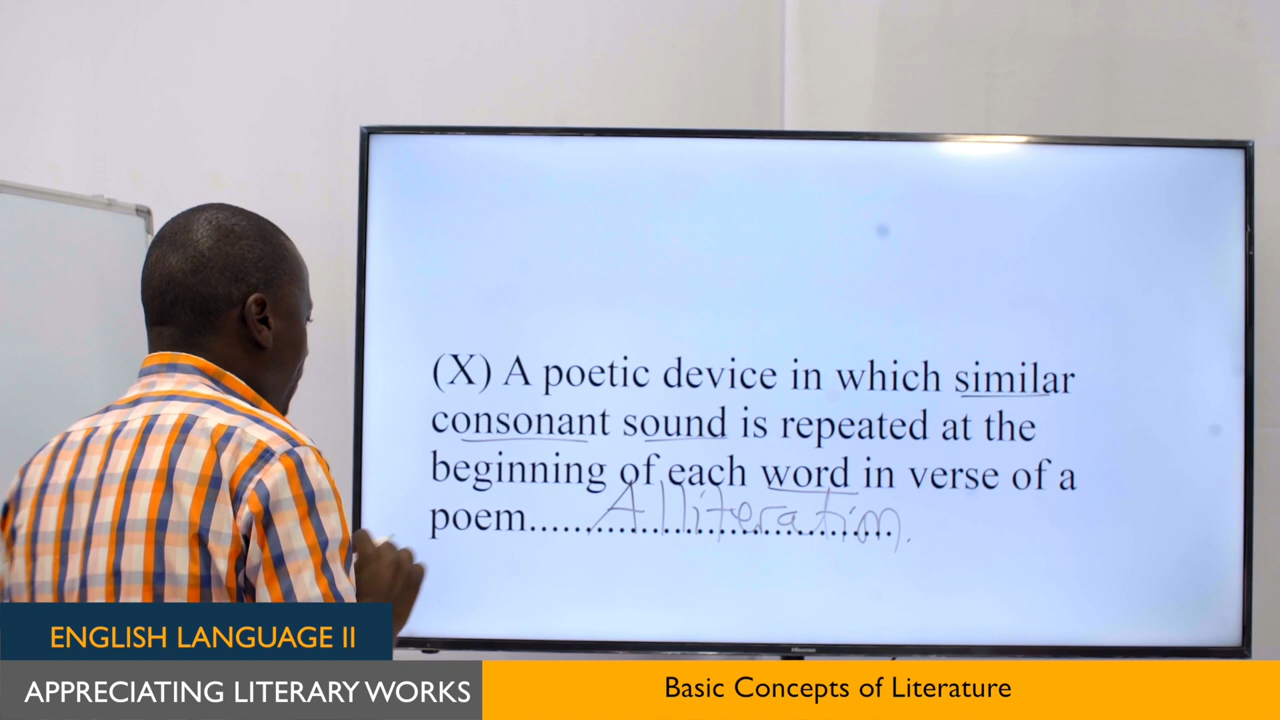 (X) A poetic device in which similar
consonant sound is repeated at the
beginning of each word in verse of a
poem.......................................
Alliteration.
Hisense
ENGLISH LANGUAGE II
APPRECIATING LITERARY WORKS
Basic Concepts of Literature